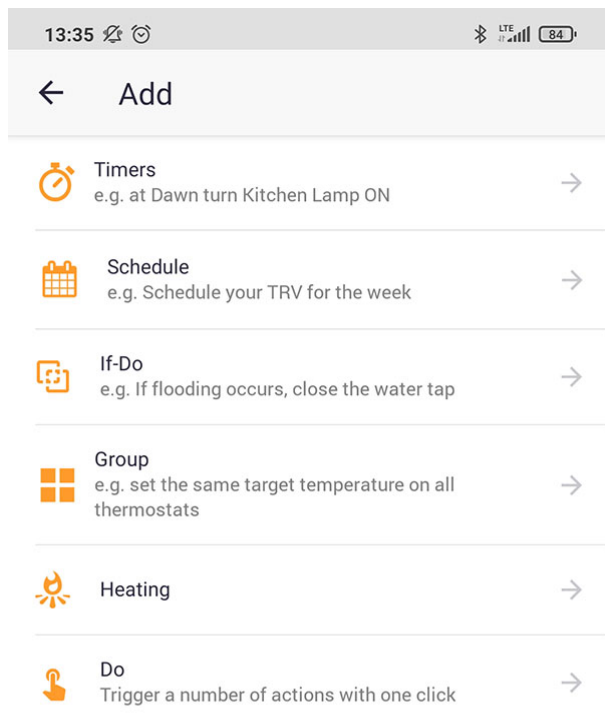 13:35 LTE 84
Add
Timers
e.g. at Dawn turn Kitchen Lamp ON
Schedule
e.g. Schedule your TRV for the week
If-Do
e.g. If flooding occurs, close the water tap
Group
e.g. set the same target temperature on all
thermostats
Heating
Do
Trigger a number of actions with one click